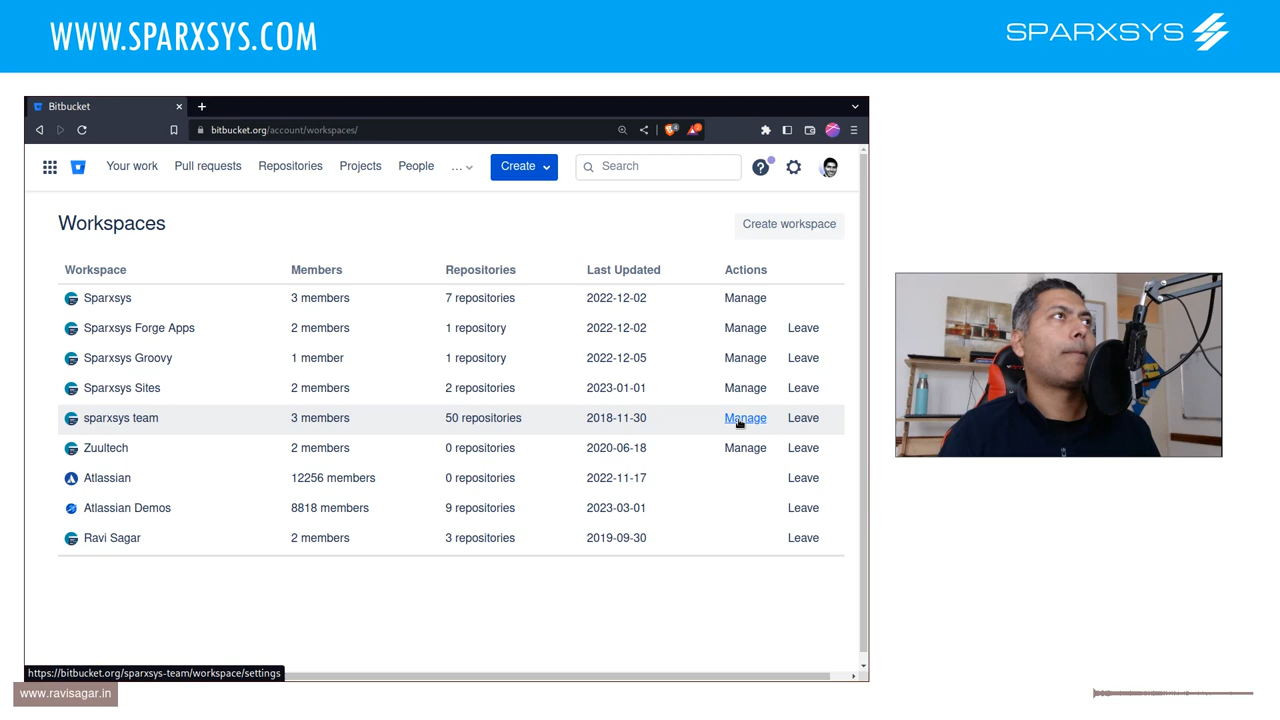 WWW.SPARXSYS.COM
SPARXSYS
Bitbucket
bitbucket.org/account/workspaces/
Your work Pull requests Repositories Projects People ... Create Search
Workspaces Create workspace
Workspace Members Repositories Last Updated Actions
Sparxsys 3 members 7 repositories 2022-12-02 Manage
Sparxsys Forge Apps 2 members 1 repository 2022-12-02 Manage Leave
Sparxsys Groovy 1 member 1 repository 2022-12-05 Manage Leave
Sparxsys Sites 2 members 2 repositories 2023-01-01 Manage Leave
sparxsys team 3 members 50 repositories 2018-11-30 Manage Leave
Zuultech 2 members 0 repositories 2020-06-18 Manage Leave
Atlassian 12256 members 0 repositories 2022-11-17 Leave
Atlassian Demos 8818 members 9 repositories 2023-03-01 Leave
Ravi Sagar 2 members 3 repositories 2019-09-30 Leave
https://bitbucket.org/sparxsys-team/workspace/settings
www.ravisagar.in